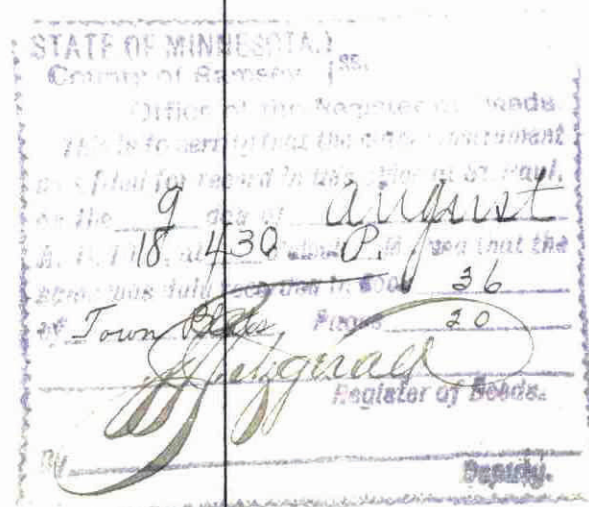 STATE OF MINNESOTA,
County of Ramsey, } ss.
Office of the Register of Deeds
This is to certify that the within instrument
was filed for record in this office at St. Paul,
on the 9 day of August
A. D. 18 at 4 30 o'clock P. M., and that the
same was duly recorded in Book 36
of Town Plats Page 20
Fitzgerald
Register of Deeds.
By
Deputy.